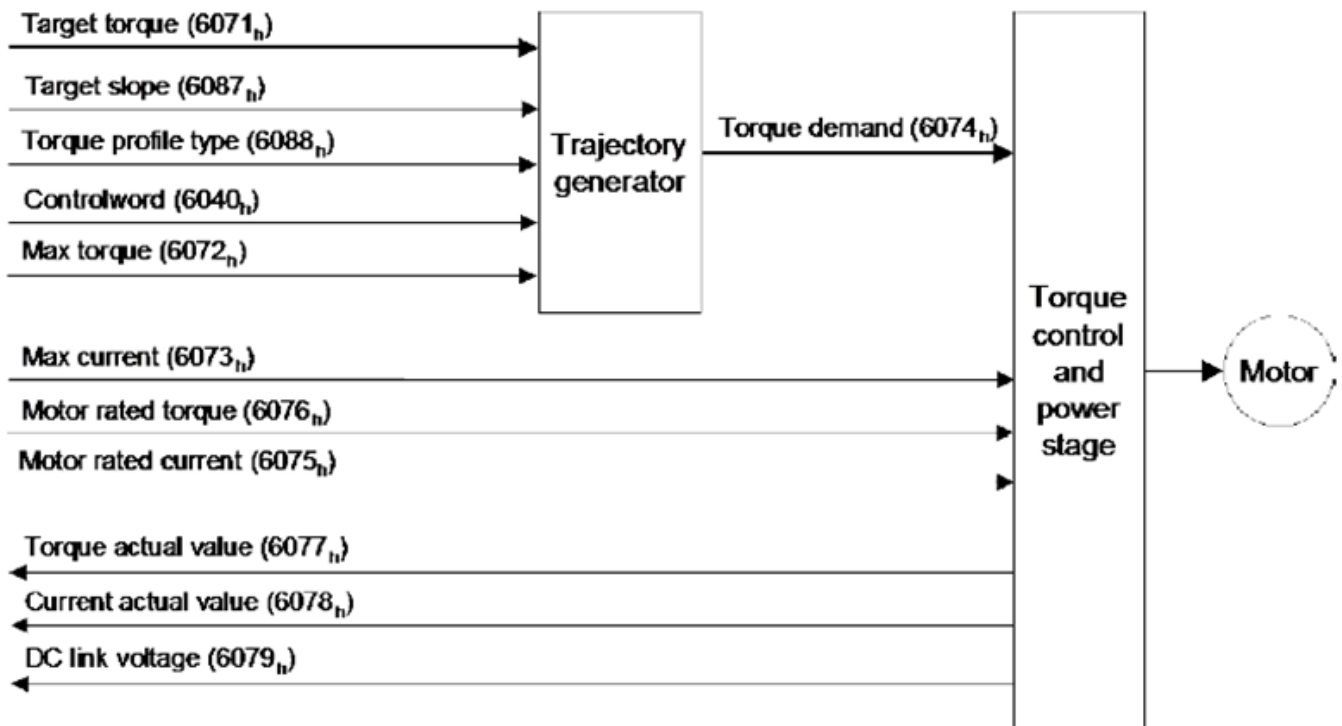 Target torque (6071h)
Target slope (6087h)
Torque profile type (6088h)
Controlword (6040h)
Max torque (6072h)
Trajectory
generator
Torque demand (6074h)
Max current (6073h)
Motor rated torque (6076h)
Motor rated current (6075h)
Torque
control
and
power
stage
Motor
Torque actual value (6077h)
Current actual value (6078h)
DC link voltage (6079h)